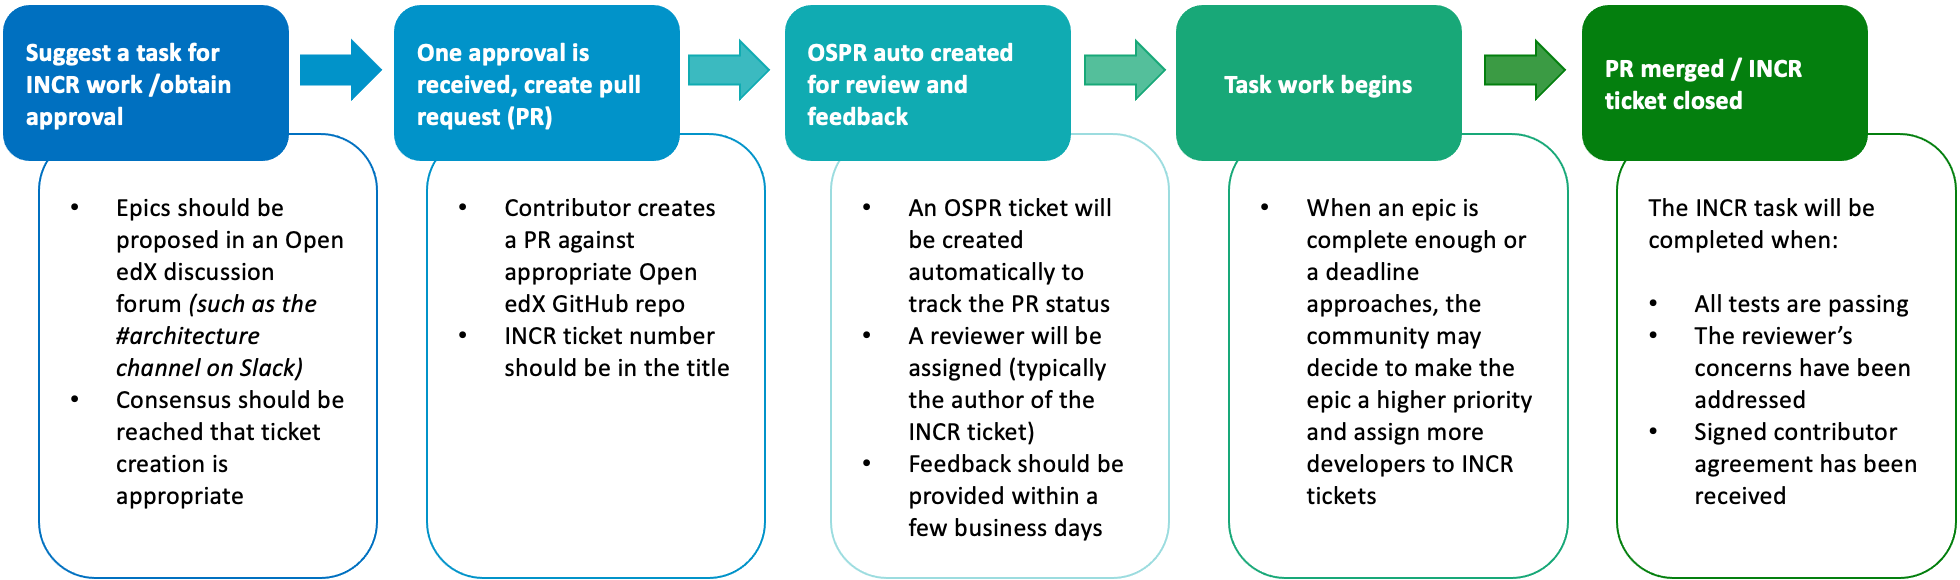 Suggest a task for
INCR work /obtain
approval
• Epics should be
proposed in an Open
edX discussion
forum (such as the
#architecture
channel on Slack)
• Consensus should be
reached that ticket
creation is
appropriate
One approval is
received, create pull
request (PR)
• Contributor creates
a PR against
appropriate Open
edX GitHub repo
• INCR ticket number
should be in the title
OSPR auto created
for review and
feedback
• An OSPR ticket will
be created
automatically to
track the PR status
• A reviewer will be
assigned (typically
the author of the
INCR ticket)
• Feedback should be
provided within a
few business days
Task work begins
• When an epic is
complete enough or
a deadline
approaches, the
community may
decide to make the
epic a higher priority
and assign more
developers to INCR
tickets
PR merged / INCR
ticket closed
The INCR task will be
completed when:
• All tests are passing
• The reviewer’s
concerns have been
addressed
• Signed contributor
agreement has been
received